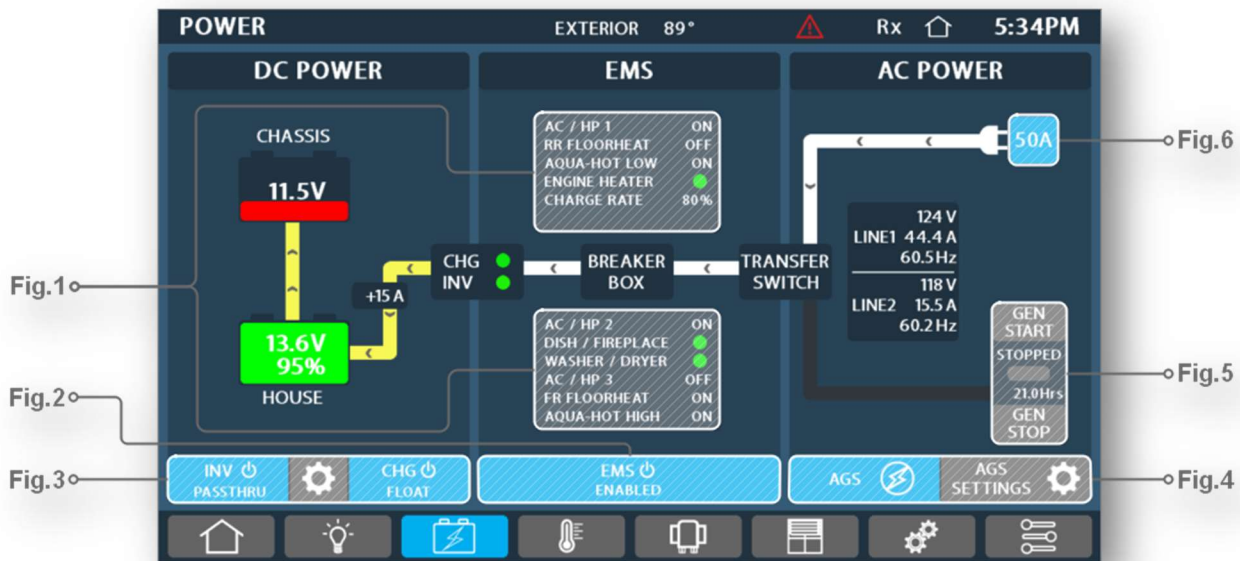 POWER EXTERIOR 89° Rx 5:34PM
DC POWER EMS AC POWER
CHASSIS
11.5V
13.6V
95%
HOUSE
+15 A
CHG
INV
AC / HP 1 ON
RR FLOORHEAT OFF
AQUA-HOT LOW ON
ENGINE HEATER
CHARGE RATE 80%
BREAKER
BOX
AC / HP 2 ON
DISH / FIREPLACE
WASHER / DRYER
AC / HP 3 OFF
FR FLOORHEAT ON
AQUA-HOT HIGH ON
TRANSFER
SWITCH
50A
124 V
LINE1 44.4 A
60.5Hz
118 V
LINE2 15.5 A
60.2Hz
GEN
START
STOPPED
21.0Hrs
GEN
STOP
INV
PASSTHRU
CHG
FLOAT
EMS
ENABLED
AGS
AGS
SETTINGS
Fig.1
Fig.2
Fig.3
Fig.6
Fig.5
Fig.4